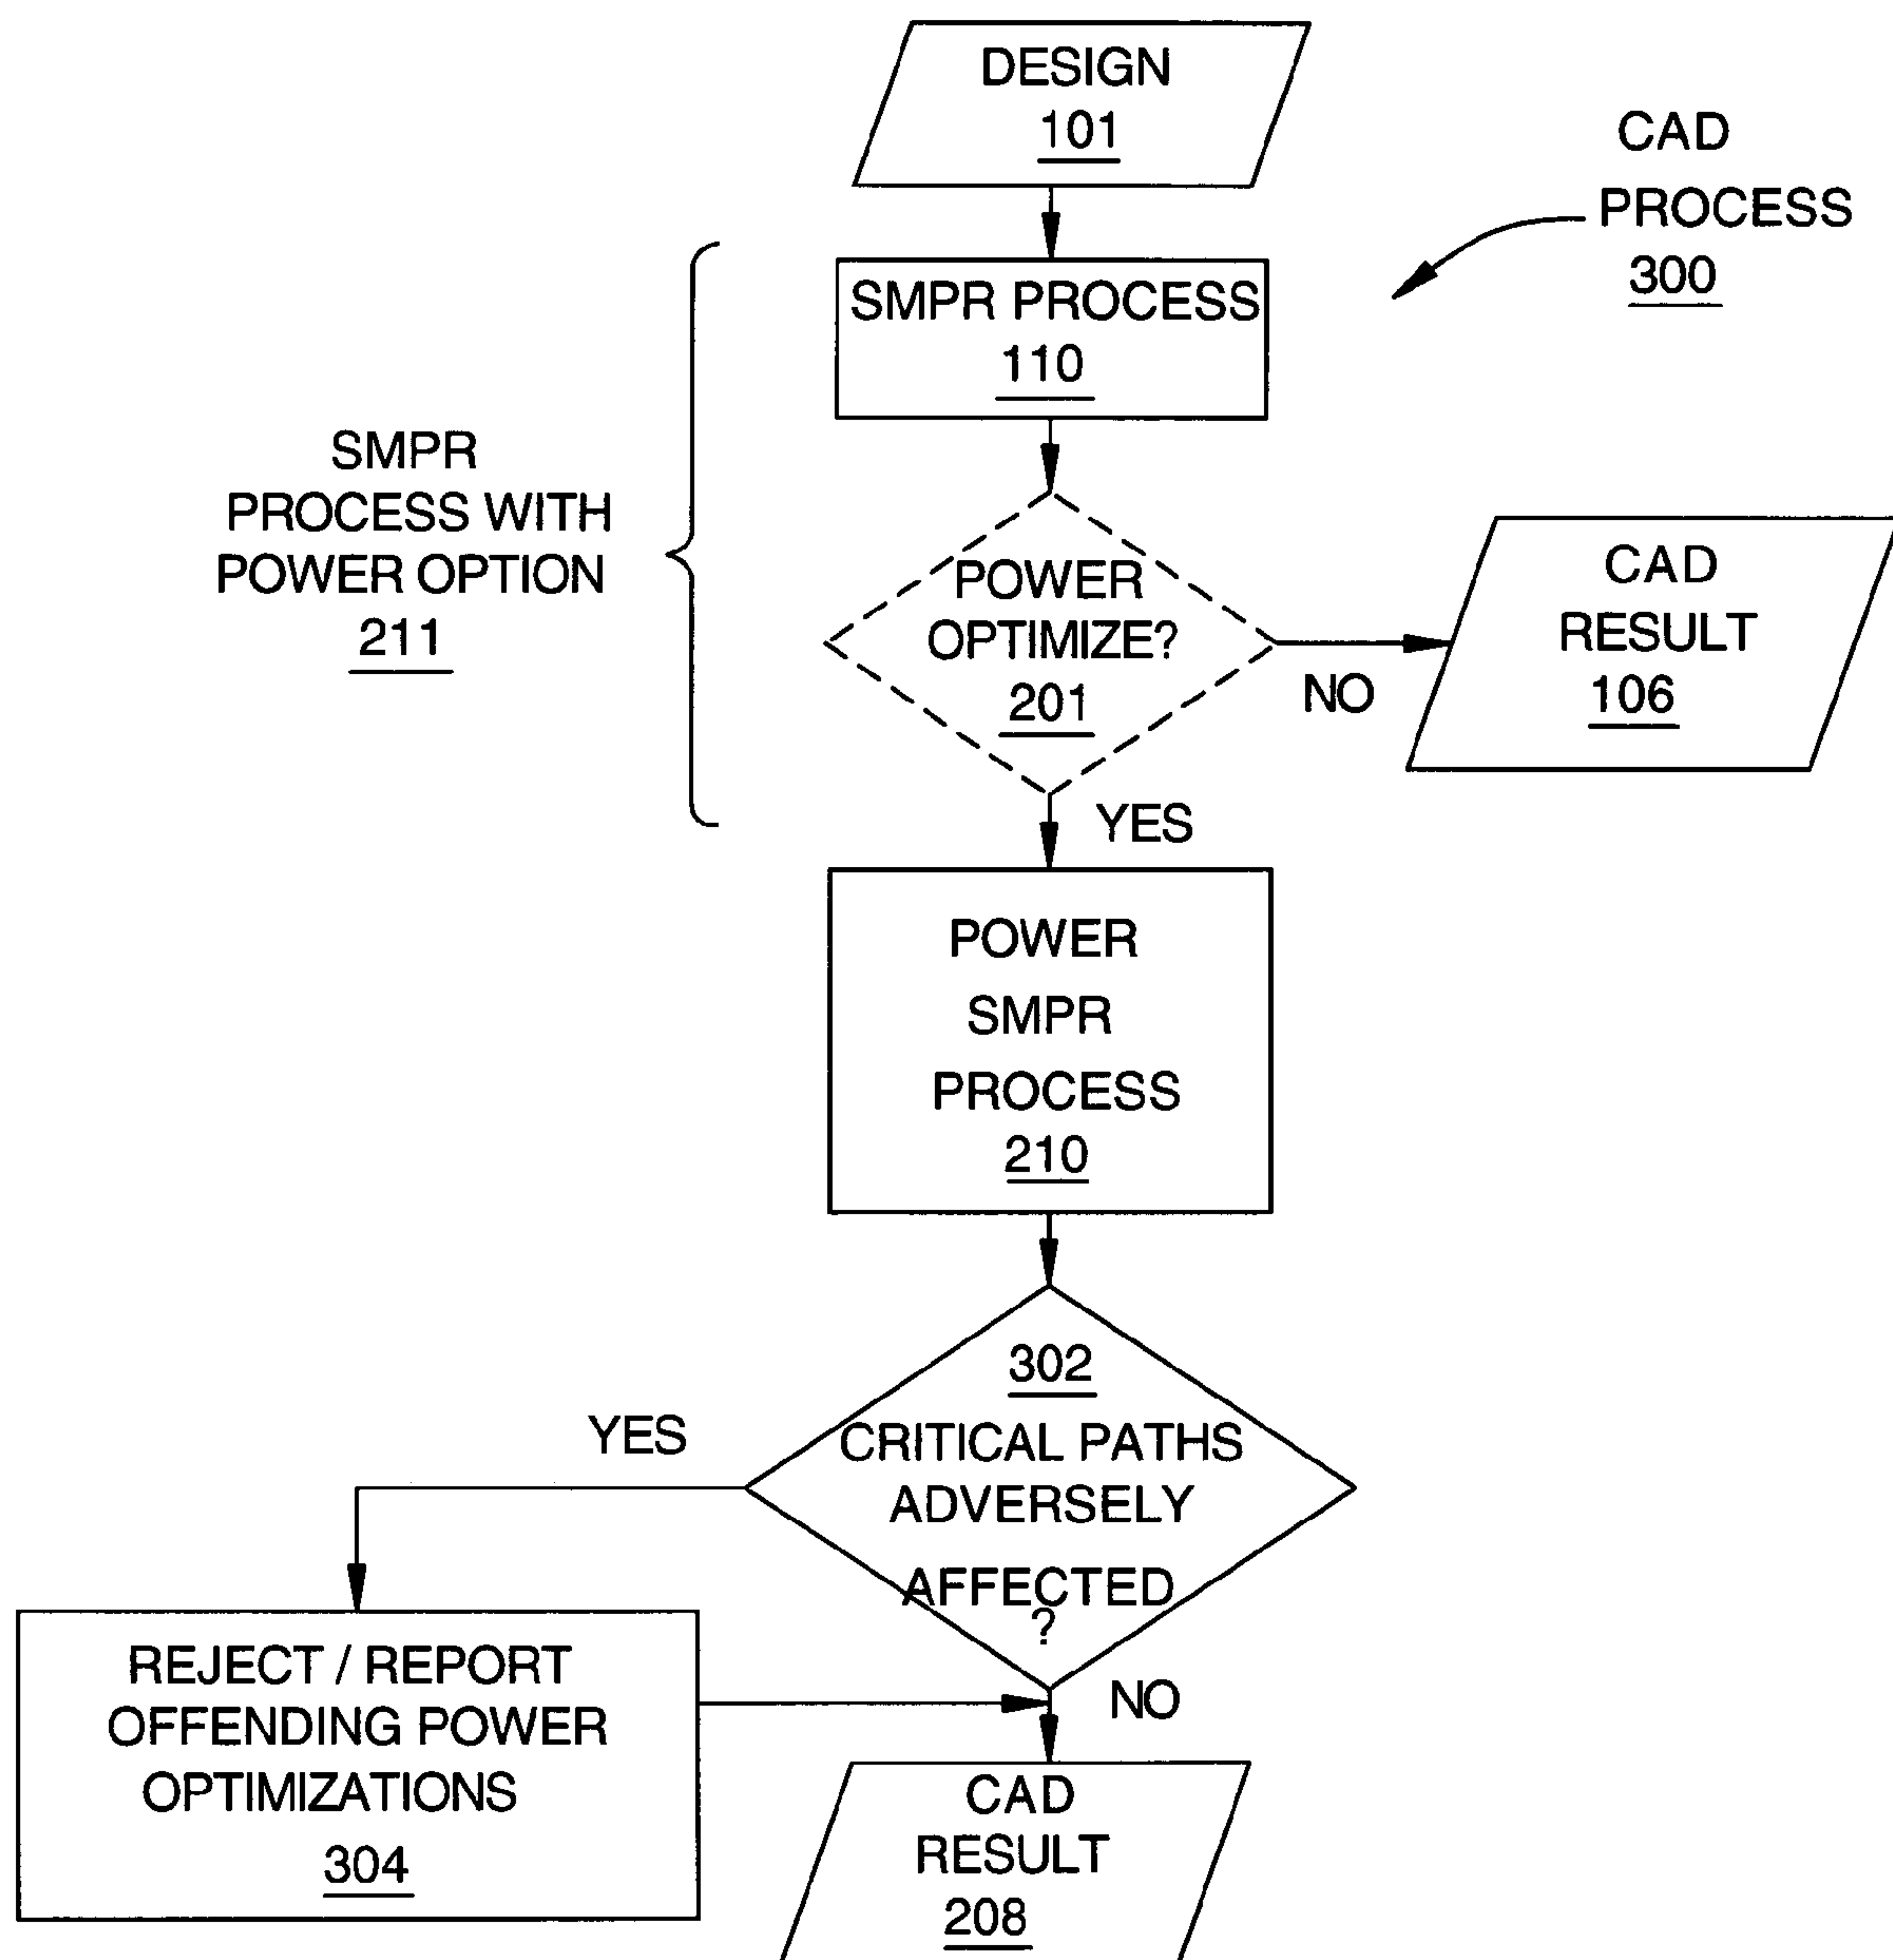 DESIGN
101
CAD
PROCESS
300
SMPR PROCESS
110
SMPR
PROCESS WITH
POWER OPTION
211
POWER
OPTIMIZE?
201
NO
CAD
RESULT
106
YES
POWER
SMPR
PROCESS
210
302
CRITICAL PATHS
ADVERSELY
AFFECTED
?
YES
NO
REJECT / REPORT
OFFENDING POWER
OPTIMIZATIONS
304
CAD
RESULT
208